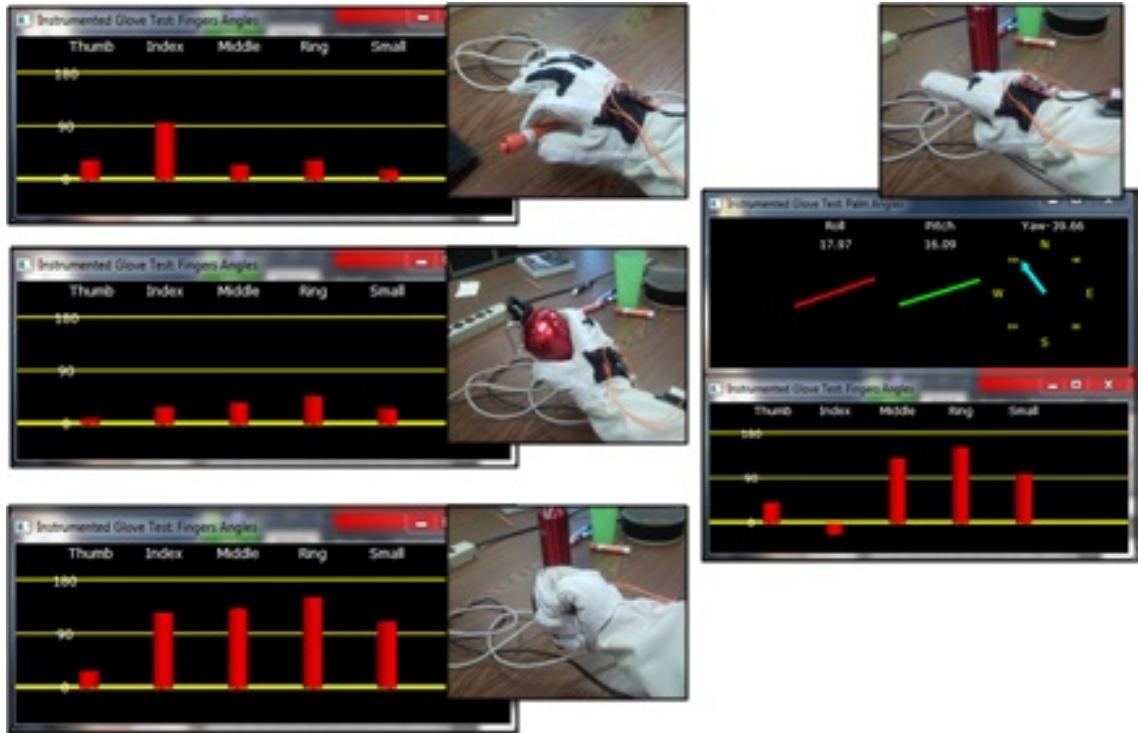 Instrumented Glove Test: Fingers Angles
Thumb Index Middle Ring Small
180
90
0
Instrumented Glove Test: Fingers Angles
Thumb Index Middle Ring Small
180
90
0
Instrumented Glove Test: Fingers Angles
Thumb Index Middle Ring Small
180
90
0
Instrumented Glove Test: Palm Angles
Roll Pitch Yaw-39.66
17.97 16.09
N
W E
S
Instrumented Glove Test: Fingers Angles
Thumb Index Middle Ring Small
180
90
0